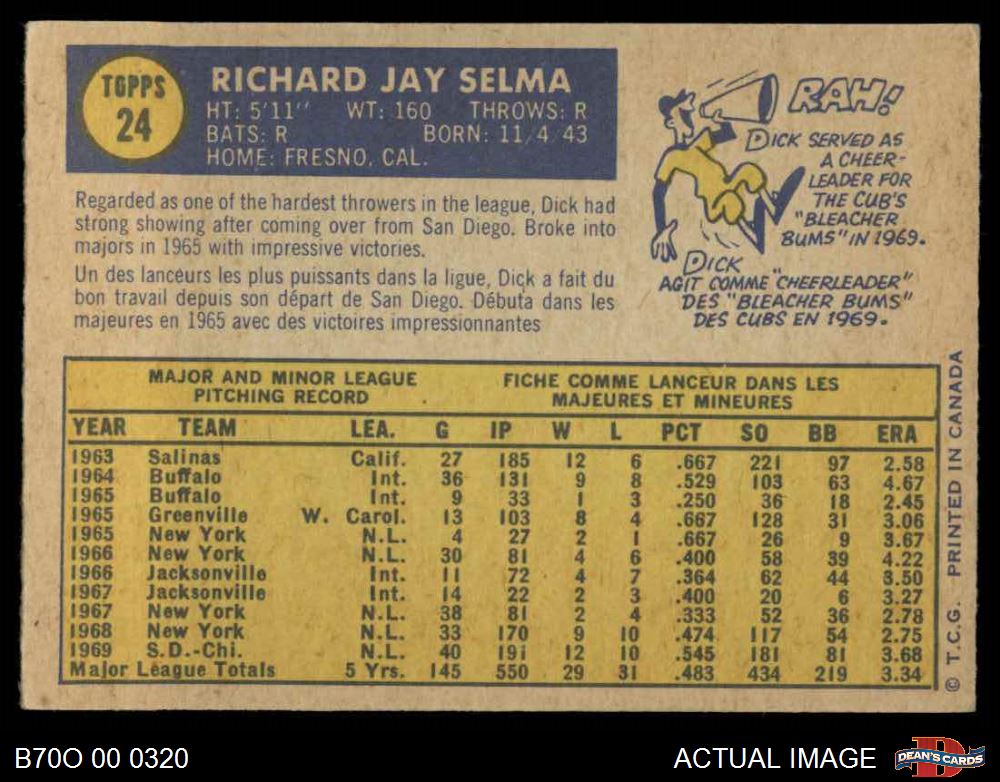 TOPPS
24
RICHARD JAY SELMA
HT: 5'11" WT: 160 THROWS: R
BATS: R BORN: 11/4/43
HOME: FRESNO, CAL.
Regarded as one of the hardest throwers in the league, Dick had
strong showing after coming over from San Diego. Broke into
majors in 1965 with impressive victories.
Un des lanceurs les plus puissants dans la ligue, Dick a fait du
bon travail depuis son départ de San Diego. Débuta dans les
majeures en 1965 avec des victoires impressionnantes
RAH!
DICK SERVED AS
A CHEER-
LEADER FOR
THE CUB'S
"BLEACHER
BUMS" IN 1969.
DICK
AGIT COMME "CHEERLEADER"
DES "BLEACHER BUMS"
DES CUBS EN 1969.
MAJOR AND MINOR LEAGUE
PITCHING RECORD
FICHE COMME LANCEUR DANS LES
MAJEURES ET MINEURES
YEAR TEAM LEA. G IP W L PCT SO BB ERA
1963 Salinas Calif. 27 185 12 6 .667 221 97 2.58
1964 Buffalo Int. 36 131 9 8 .529 103 63 4.67
1965 Buffalo Int. 9 33 1 3 .250 36 18 2.45
1965 Greenville W. Carol. 13 103 8 4 .667 128 31 3.06
1965 New York N.L. 4 27 2 1 .667 26 9 3.67
1966 New York N.L. 30 81 4 6 .400 58 39 4.22
1966 Jacksonville Int. 11 72 4 7 .364 62 44 3.50
1967 Jacksonville Int. 14 22 2 3 .400 20 6 3.27
1967 New York N.L. 38 81 2 4 .333 52 36 2.78
1968 New York N.L. 33 170 9 10 .474 117 54 2.75
1969 S.D.-Chi. N.L. 40 191 12 10 .545 181 81 3.68
Major League Totals 5 Yrs. 145 550 29 31 .483 434 219 3.34
© T.C.G. PRINTED IN CANADA
B70O 00 0320
ACTUAL IMAGE
D
DEAN'S CARDS